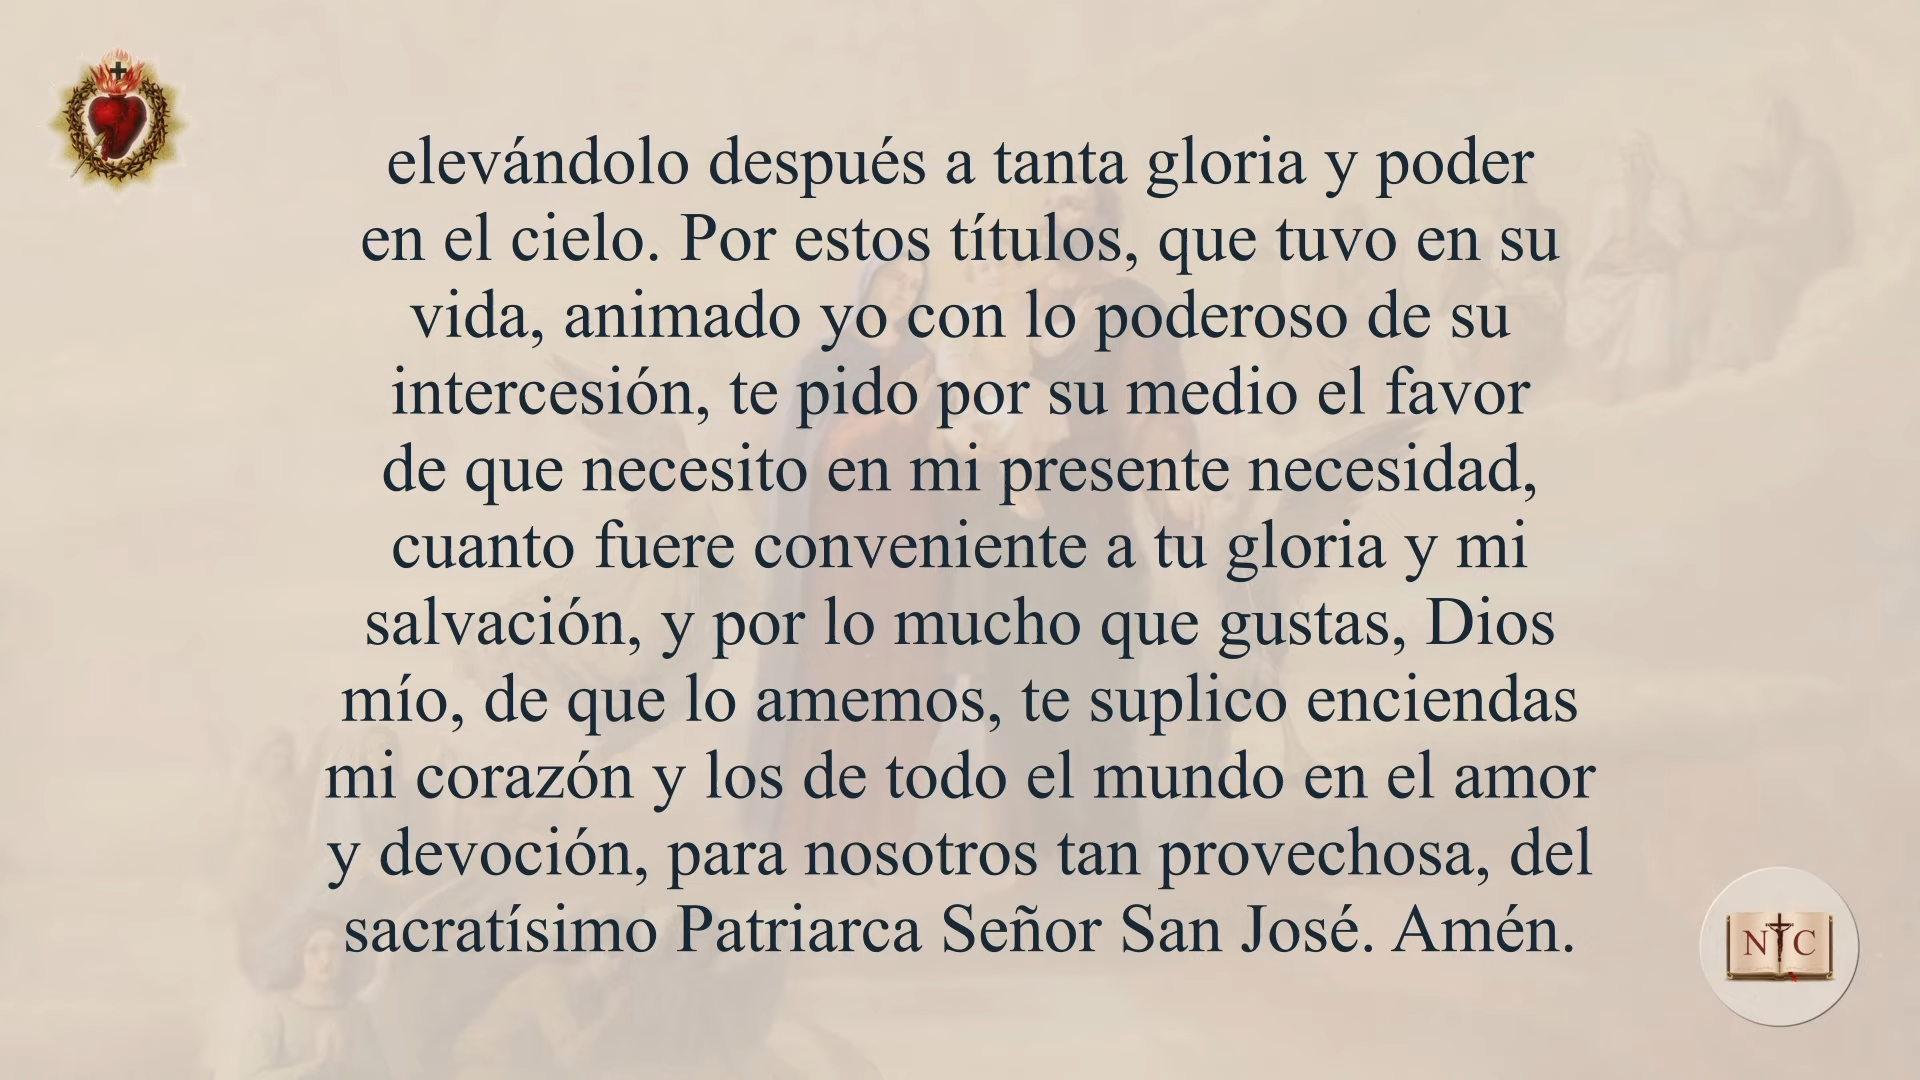 elevándolo después a tanta gloria y poder
en el cielo. Por estos títulos, que tuvo en su
vida, animado yo con lo poderoso de su
intercesión, te pido por su medio el favor
de que necesito en mi presente necesidad,
cuanto fuere conveniente a tu gloria y mi
salvación, y por lo mucho que gustas, Dios
mío, de que lo amemos, te suplico enciendas
mi corazón y los de todo el mundo en el amor
y devoción, para nosotros tan provechosa, del
sacratísimo Patriarca Señor San José. Amén.
N C